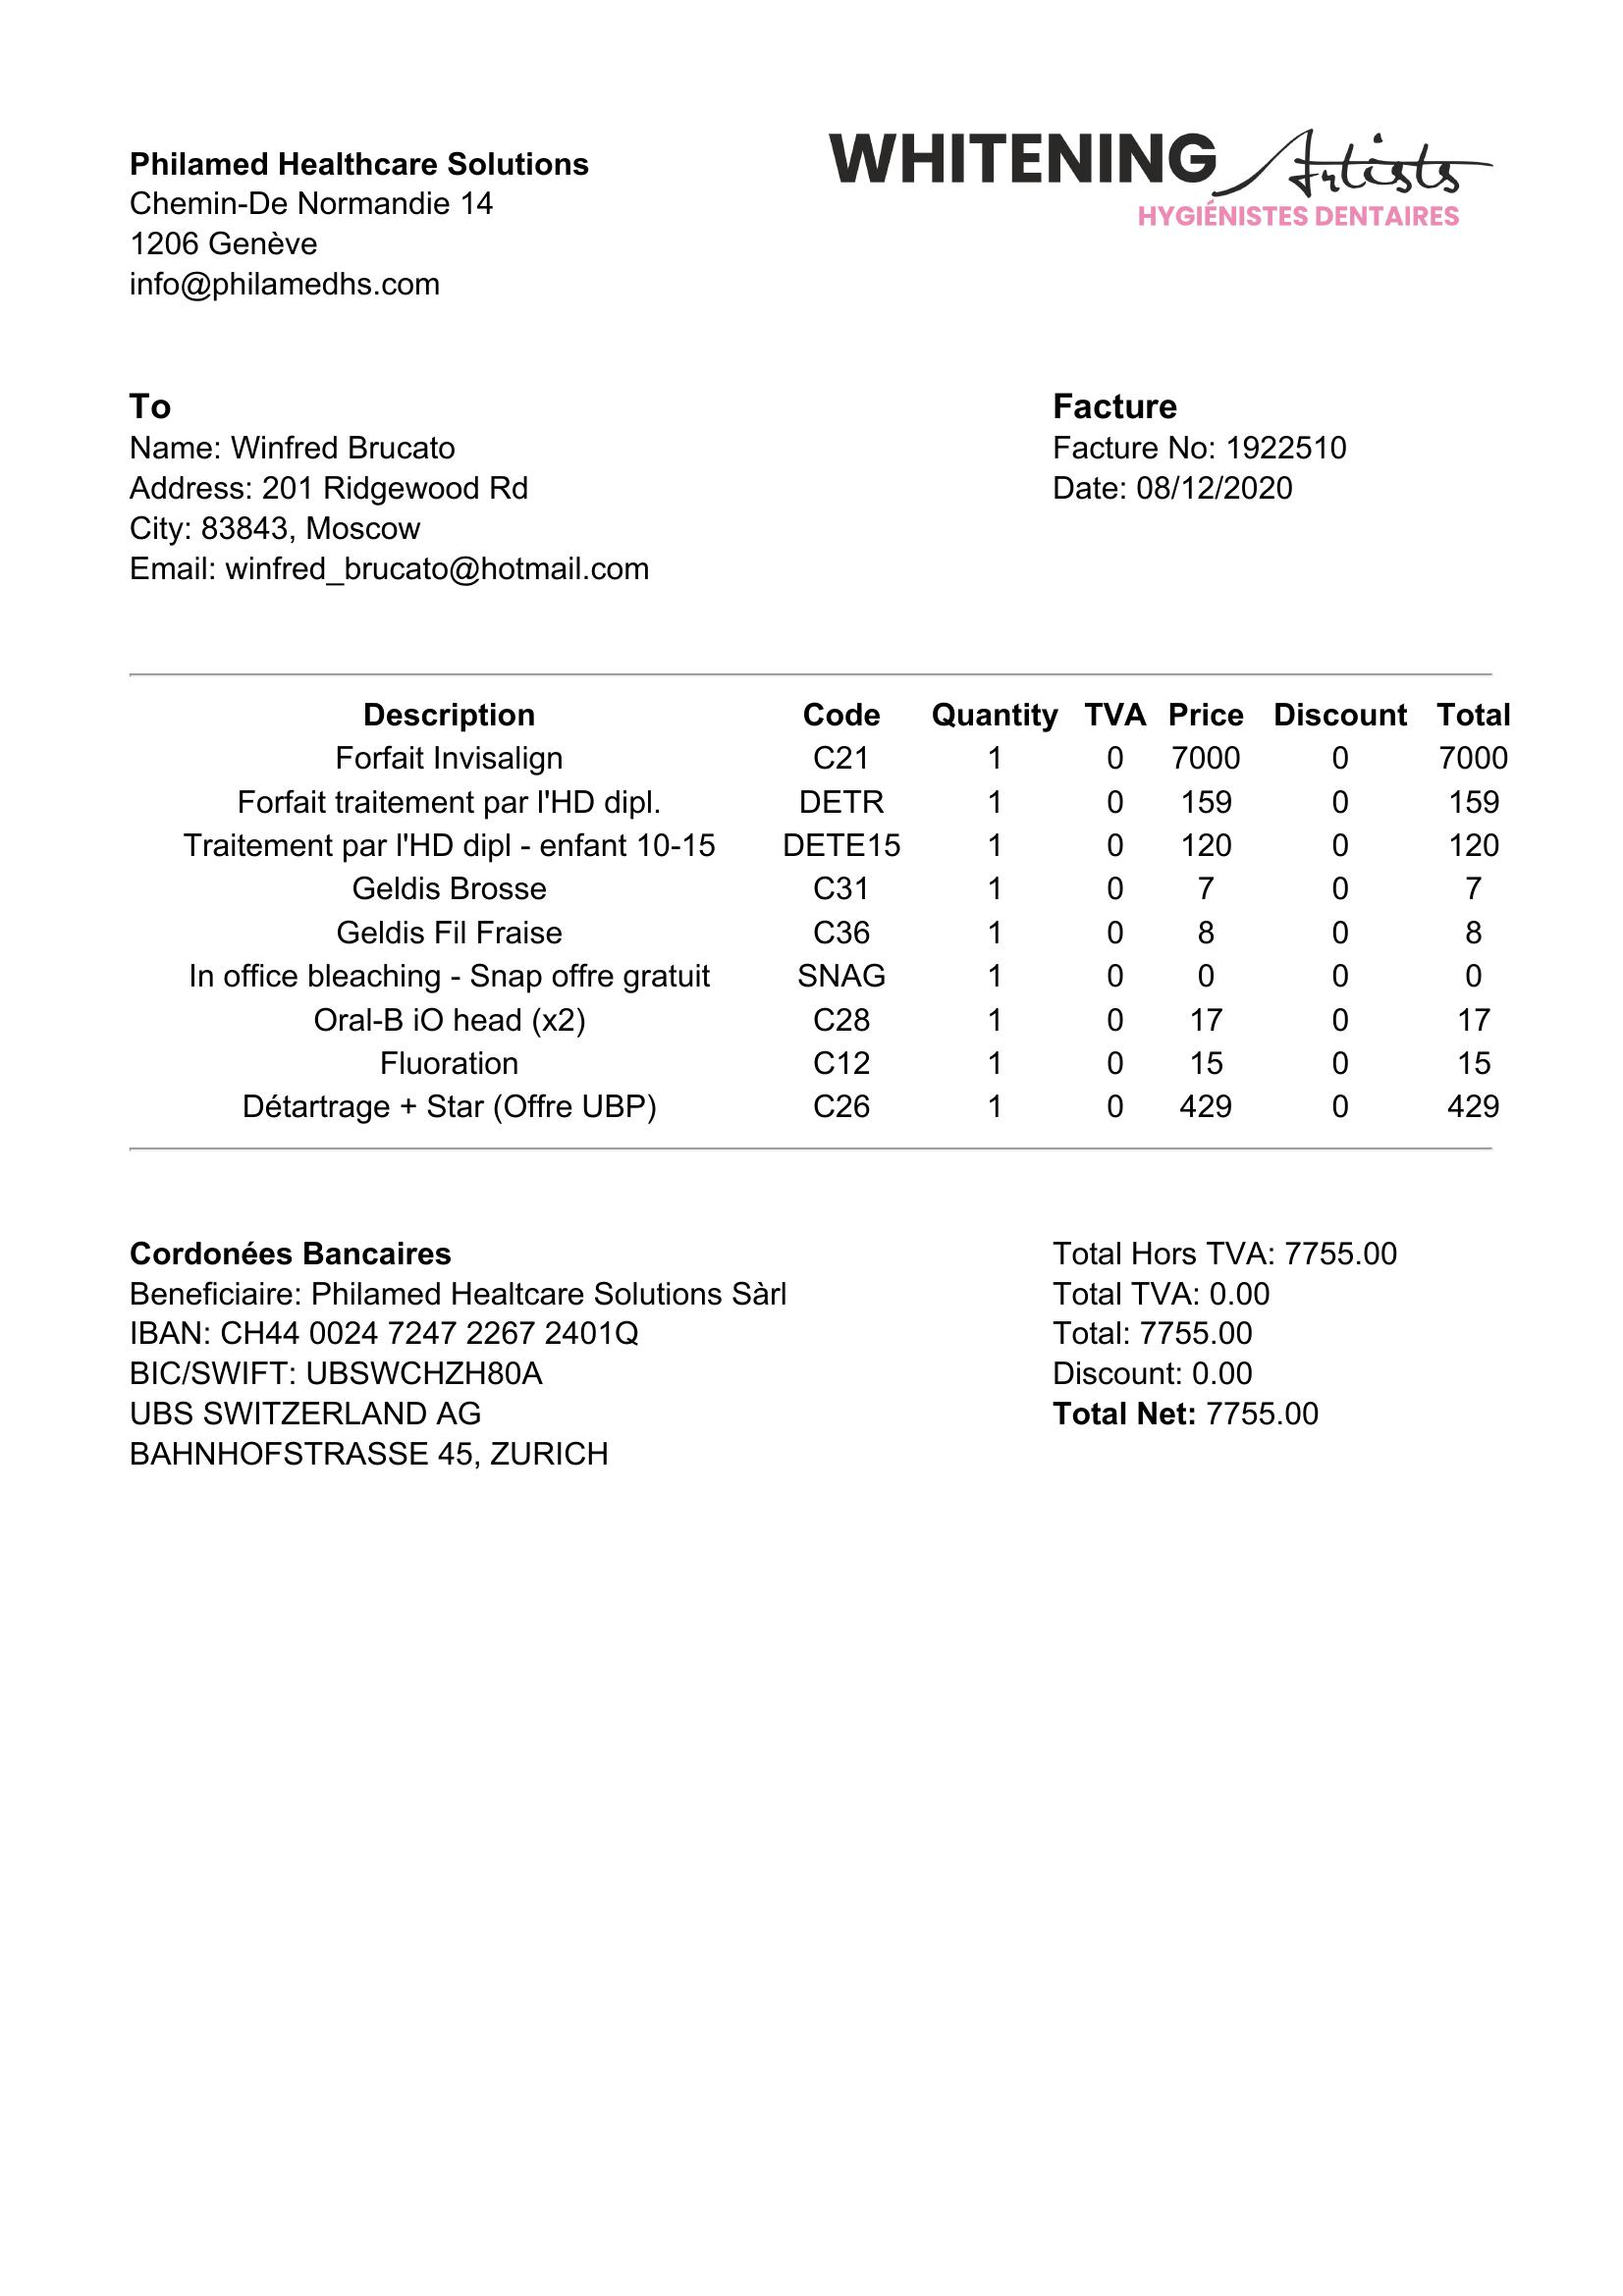 Philamed Healthcare Solutions
Chemin-De Normandie 14
1206 Genève
info@philamedhs.com
WHITENING Artists
HYGIÉNISTES DENTAIRES
To
Name: Winfred Brucato
Address: 201 Ridgewood Rd
City: 83843, Moscow
Email: winfred_brucato@hotmail.com
Facture
Facture No: 1922510
Date: 08/12/2020
Description Code Quantity TVA Price Discount Total
Forfait Invisalign C21 1 0 7000 0 7000
Forfait traitement par l'HD dipl. DETR 1 0 159 0 159
Traitement par l'HD dipl - enfant 10-15 DETE15 1 0 120 0 120
Geldis Brosse C31 1 0 7 0 7
Geldis Fil Fraise C36 1 0 8 0 8
In office bleaching - Snap offre gratuit SNAG 1 0 0 0 0
Oral-B iO head (x2) C28 1 0 17 0 17
Fluoration C12 1 0 15 0 15
Détartrage + Star (Offre UBP) C26 1 0 429 0 429
Cordonées Bancaires
Beneficiaire: Philamed Healtcare Solutions Sàrl
IBAN: CH44 0024 7247 2267 2401Q
BIC/SWIFT: UBSWCHZH80A
UBS SWITZERLAND AG
BAHNHOFSTRASSE 45, ZURICH
Total Hors TVA: 7755.00
Total TVA: 0.00
Total: 7755.00
Discount: 0.00
Total Net: 7755.00